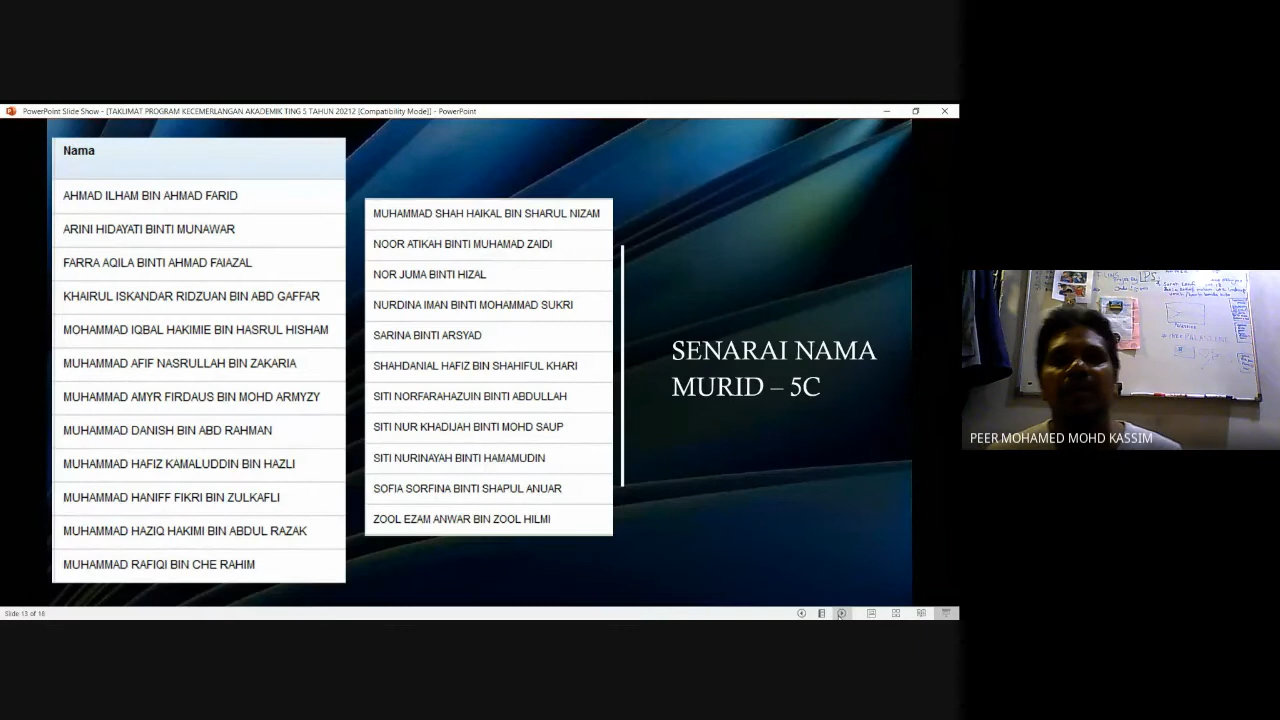 PowerPoint Slide Show - [TAKLIMAT PROGRAM KECEMERLANGAN AKADEMIK TING 5 TAHUN 20212 [Compatibility Mode]] - PowerPoint
Nama
AHMAD ILHAM BIN AHMAD FARID
ARINI HIDAYATI BINTI MUNAWAR
FARRA AQILA BINTI AHMAD FAIAZAL
KHAIRUL ISKANDAR RIDZUAN BIN ABD GAFFAR
MOHAMMAD IQBAL HAKIMIE BIN HASRUL HISHAM
MUHAMMAD AFIF NASRULLAH BIN ZAKARIA
MUHAMMAD AMYR FIRDAUS BIN MOHD ARMYZY
MUHAMMAD DANISH BIN ABD RAHMAN
MUHAMMAD HAFIZ KAMALUDDIN BIN HAZLI
MUHAMMAD HANIFF FIKRI BIN ZULKAFLI
MUHAMMAD HAZIQ HAKIMI BIN ABDUL RAZAK
MUHAMMAD RAFIQI BIN CHE RAHIM
MUHAMMAD SHAH HAIKAL BIN SHARUL NIZAM
NOOR ATIKAH BINTI MUHAMAD ZAIDI
NOR JUMA BINTI HIZAL
NURDINA IMAN BINTI MOHAMMAD SUKRI
SARINA BINTI ARSYAD
SHAHDANIAL HAFIZ BIN SHAHIFUL KHARI
SITI NORFARAHAZUIN BINTI ABDULLAH
SITI NUR KHADIJAH BINTI MOHD SAUP
SITI NURINAYAH BINTI HAMAMUDIN
SOFIA SORFINA BINTI SHAPUL ANUAR
ZOOL EZAM ANWAR BIN ZOOL HILMI
SENARAI NAMA
MURID – 5C
PEER MOHAMED MOHD KASSIM
Slide 13 of 18